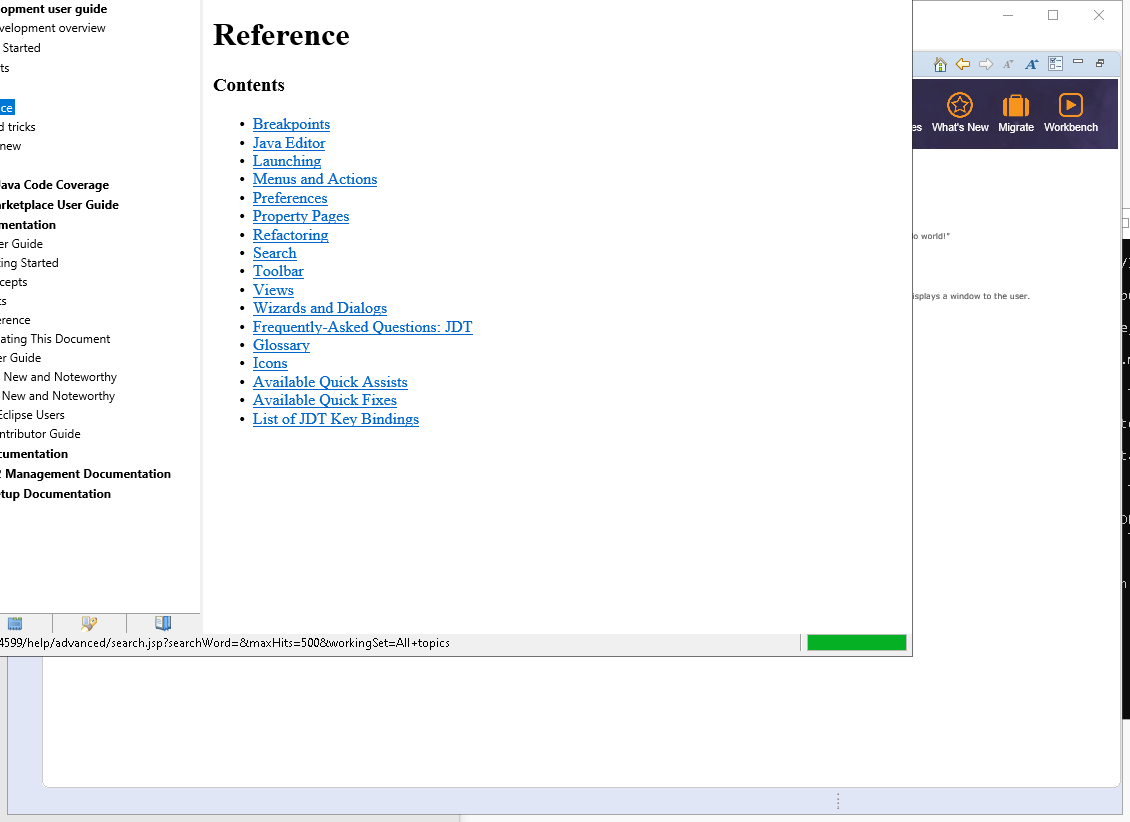 opment user guide
velopment overview
Started
ts
ce
d tricks
new
Java Code Coverage
rketplace User Guide
mentation
er Guide
ing Started
cepts
ts
erence
ating This Document
er Guide
New and Noteworthy
New and Noteworthy
Eclipse Users
ntributor Guide
cumentation
2 Management Documentation
tup Documentation
Reference
Contents
Breakpoints
Java Editor
Launching
Menus and Actions
Preferences
Property Pages
Refactoring
Search
Toolbar
Views
Wizards and Dialogs
Frequently-Asked Questions: JDT
Glossary
Icons
Available Quick Assists
Available Quick Fixes
List of JDT Key Bindings
4599/help/advanced/search.jsp?searchWord=&maxHits=500&workingSet=All+topics
es What's New Migrate Workbench
o world!"
isplays a window to the user.